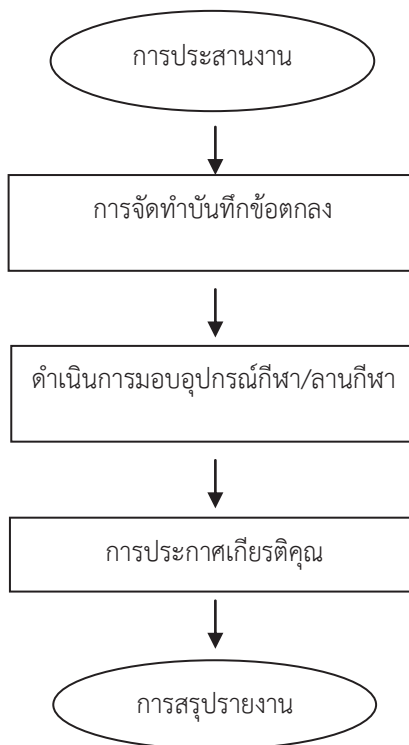 การประสานงาน
การจัดทำบันทึกข้อตกลง
ดำเนินการมอบอุปกรณ์กีฬา/ลานกีฬา
การประกาศเกียรติคุณ
การสรุปรายงาน